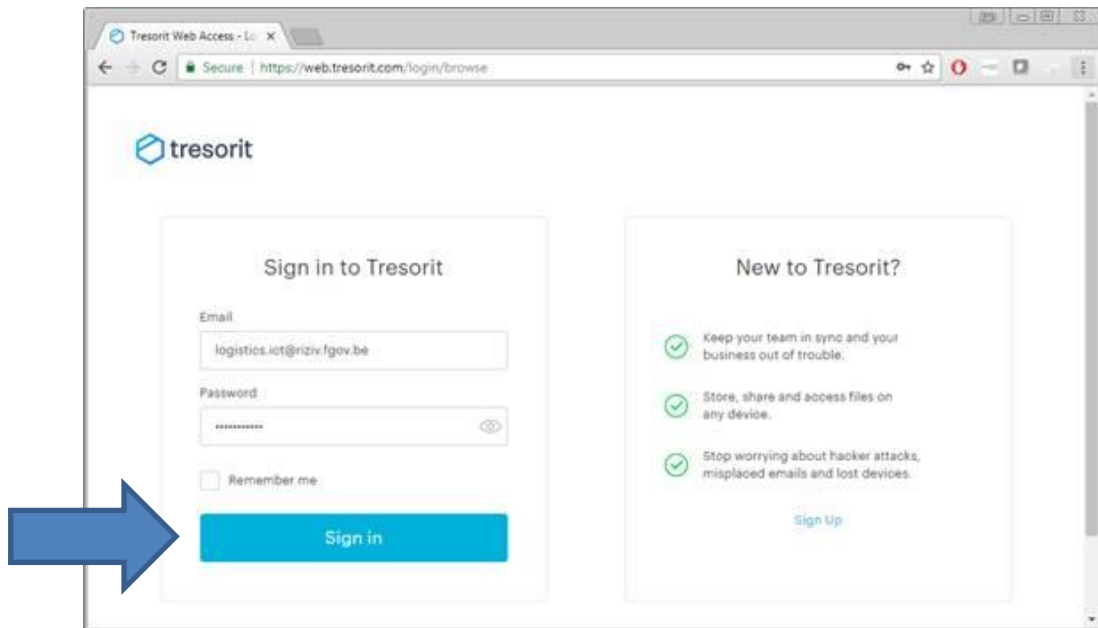 Tresorit Web Access - Lo
Secure | https://web.tresorit.com/login/browse
tresorit
Sign in to Tresorit
Email
logistics.ict@riziv.fgov.be
Password
•••••••••••
Remember me
Sign in
New to Tresorit?
Keep your team in sync and your
business out of trouble.
Store, share and access files on
any device.
Stop worrying about hacker attacks,
misplaced emails and lost devices.
Sign Up